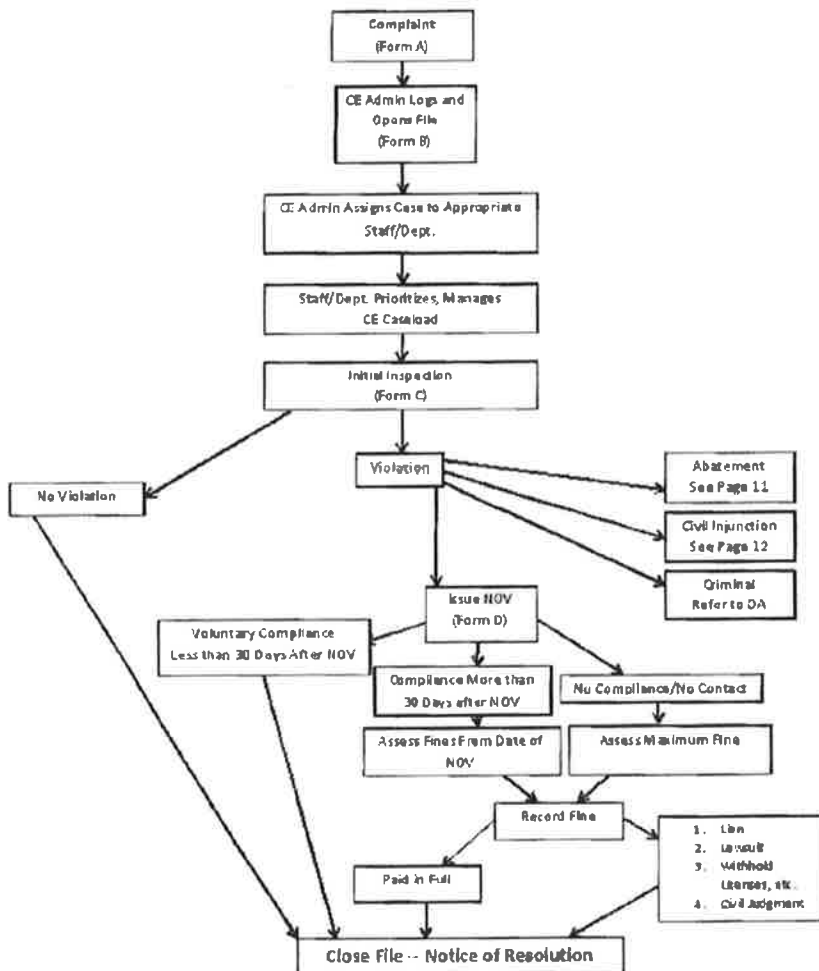 Complaint
(Form A)
CE Admin Logs and
Opens File
(Form B)
CE Admin Assigns Case to Appropriate
Staff/Dept.
Staff/Dept. Prioritizes, Manages
CE Caseload
Initial Inspection
(Form C)
No Violation
Violation
Abatement
See Page 11
Civil Injunction
See Page 12
Criminal
Refer to DA
Issue NOV
(Form D)
Voluntary Compliance
Less than 30 Days After NOV
Compliance More than
30 Days after NOV
No Compliance/No Contact
Assess Fines From Date of
NOV
Assess Maximum Fine
Record Fine
1. Lien
2. Lawsuit
3. Withhold
Licenses, etc.
4. Civil Judgment
Paid in Full
Close File -- Notice of Resolution